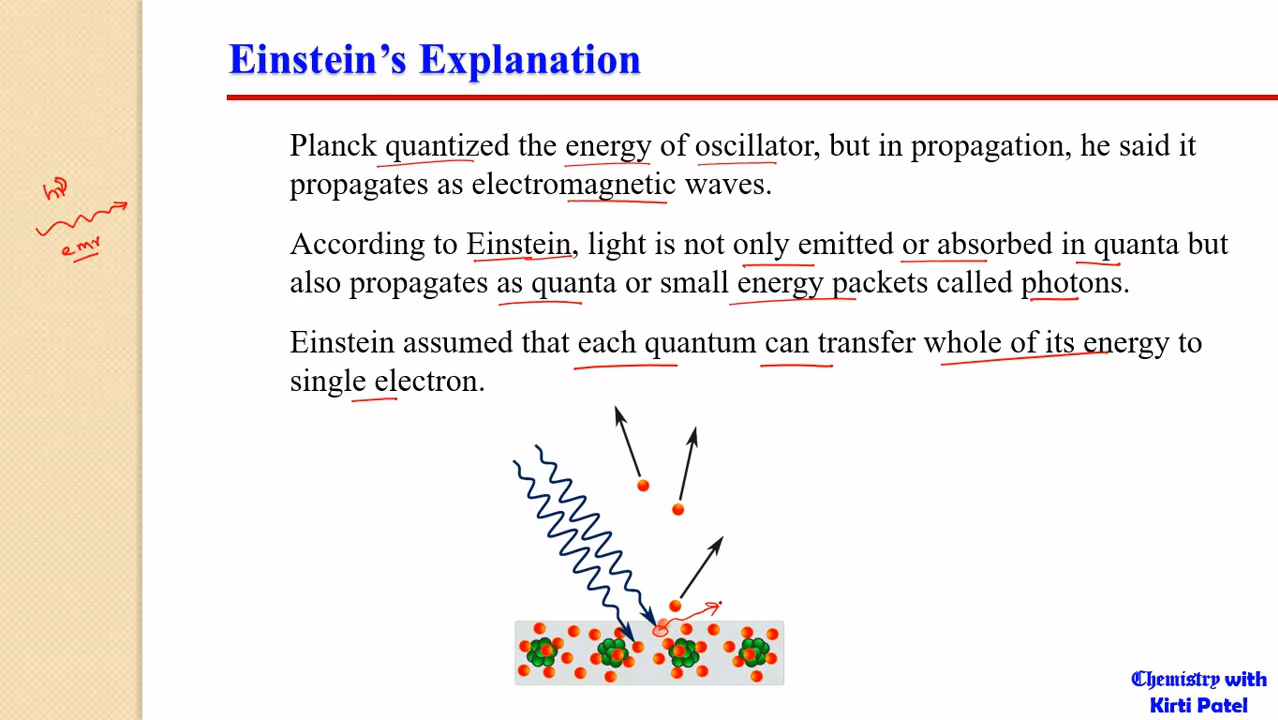 Einstein’s Explanation
Planck quantized the energy of oscillator, but in propagation, he said it
propagates as electromagnetic waves.
hν
emr
According to Einstein, light is not only emitted or absorbed in quanta but
also propagates as quanta or small energy packets called photons.
Einstein assumed that each quantum can transfer whole of its energy to
single electron.
Chemistry with
Kirti Patel